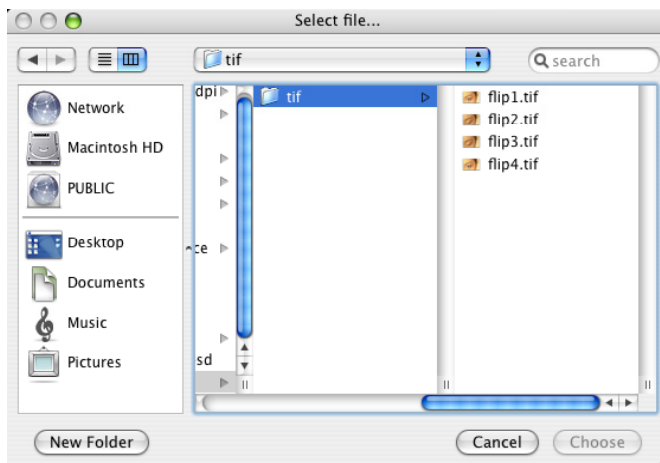 Select file...
tif
search
Network
Macintosh HD
PUBLIC
Desktop
Documents
Music
Pictures
dpi
ce
sd
tif
flip1.tif
flip2.tif
flip3.tif
flip4.tif
New Folder
Cancel
Choose